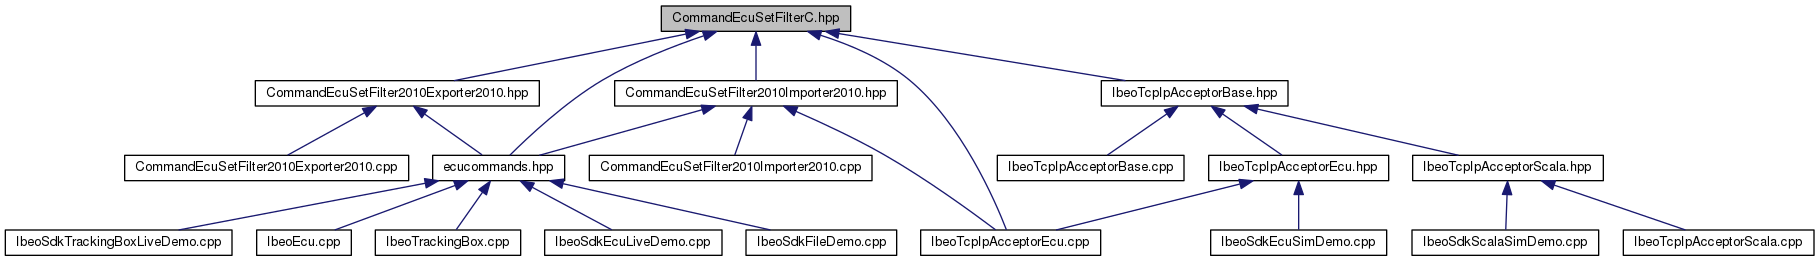 CommandEcuSetFilterC.hpp
CommandEcuSetFilter2010Exporter2010.hpp
CommandEcuSetFilter2010Importer2010.hpp
IbeoTcpIpAcceptorBase.hpp
CommandEcuSetFilter2010Exporter2010.cpp
ecucommands.hpp
CommandEcuSetFilter2010Importer2010.cpp
IbeoTcpIpAcceptorBase.cpp
IbeoTcpIpAcceptorEcu.hpp
IbeoTcpIpAcceptorScala.hpp
IbeoSdkTrackingBoxLiveDemo.cpp
IbeoEcu.cpp
IbeoTrackingBox.cpp
IbeoSdkEcuLiveDemo.cpp
IbeoSdkFileDemo.cpp
IbeoTcpIpAcceptorEcu.cpp
IbeoSdkEcuSimDemo.cpp
IbeoSdkScalaSimDemo.cpp
IbeoTcpIpAcceptorScala.cpp